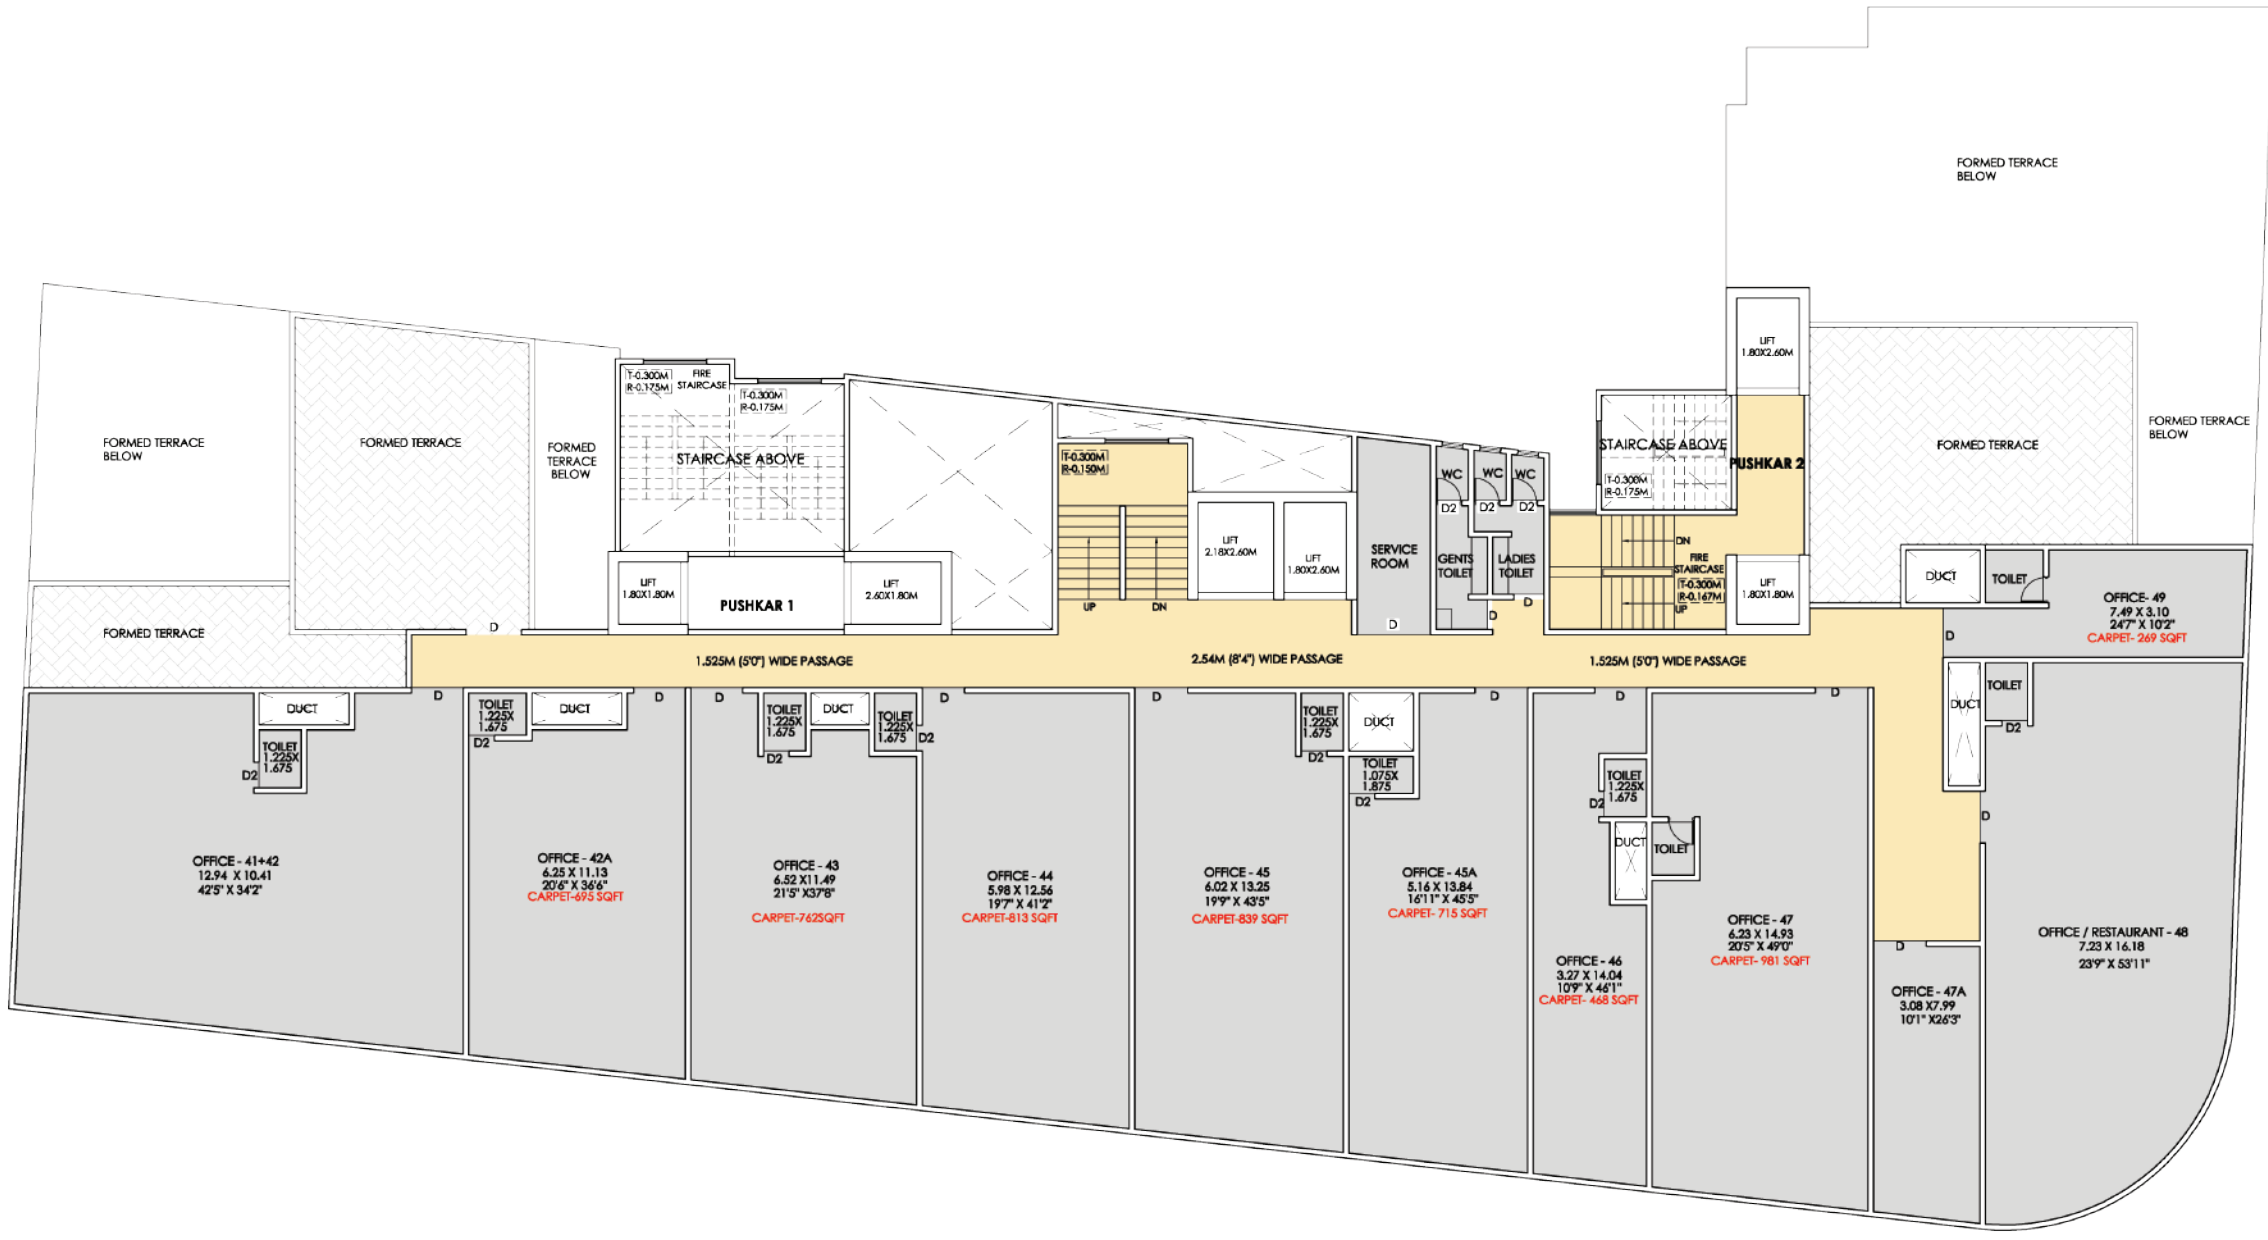 FORMED TERRACE
BELOW
LIFT
1.80X2.60M
T-0.300M
R-0.175M
FIRE
STAIRCASE
T-0.300M
R-0.175M
FORMED TERRACE
BELOW
FORMED TERRACE
FORMED
TERRACE
BELOW
STAIRCASE ABOVE
T-0.300M
R-0.150M
WC
WC
WC
D2
D2
D2
STAIRCASE ABOVE
PUSHKAR 2
T-0.300M
R-0.175M
FORMED TERRACE
FORMED TERRACE
BELOW
LIFT
2.18X2.60M
LIFT
1.80X2.60M
SERVICE
ROOM
GENTS
TOILET
LADIES
TOILET
DN
FIRE
STAIRCASE
T-0.300M
R-0.167M
UP
LIFT
1.80X1.80M
DUCT
TOILET
LIFT
1.80X1.80M
PUSHKAR 1
LIFT
2.60X1.80M
UP
DN
D
D
D
FORMED TERRACE
D
OFFICE- 49
7.49 X 3.10
24'7" X 10'2"
CARPET- 269 SQFT
D
1.525M (5'0") WIDE PASSAGE
2.54M (8'4") WIDE PASSAGE
1.525M (5'0") WIDE PASSAGE
D
D
D
D
D
D
D
D
DUCT
TOILET
1.225X
1.675
D2
TOILET
1.225X
1.675
D2
DUCT
TOILET
1.225X
1.675
D2
DUCT
TOILET
1.225X
1.675
D2
TOILET
1.225X
1.675
D2
DUCT
TOILET
1.075X
1.875
D2
TOILET
1.225X
1.675
D2
DUCT
TOILET
DUCT
TOILET
D2
D
D
OFFICE - 41+42
12.94 X 10.41
42'5" X 34'2"
OFFICE - 42A
6.25 X 11.13
20'6" X 36'6"
CARPET-695 SQFT
OFFICE - 43
6.52 X11.49
21'5" X37'8"
CARPET-762SQFT
OFFICE - 44
5.98 X 12.56
19'7" X 41'2"
CARPET-813 SQFT
OFFICE - 45
6.02 X 13.25
19'9" X 43'5"
CARPET-839 SQFT
OFFICE - 45A
5.16 X 13.84
16'11" X 45'5"
CARPET- 715 SQFT
OFFICE - 46
3.27 X 14.04
10'9" X 46'1"
CARPET- 468 SQFT
OFFICE - 47
6.23 X 14.93
20'5" X 49'0"
CARPET- 981 SQFT
OFFICE - 47A
3.08 X7.99
10'1" X26'3"
OFFICE / RESTAURANT - 48
7.23 X 16.18
23'9" X 53'11"